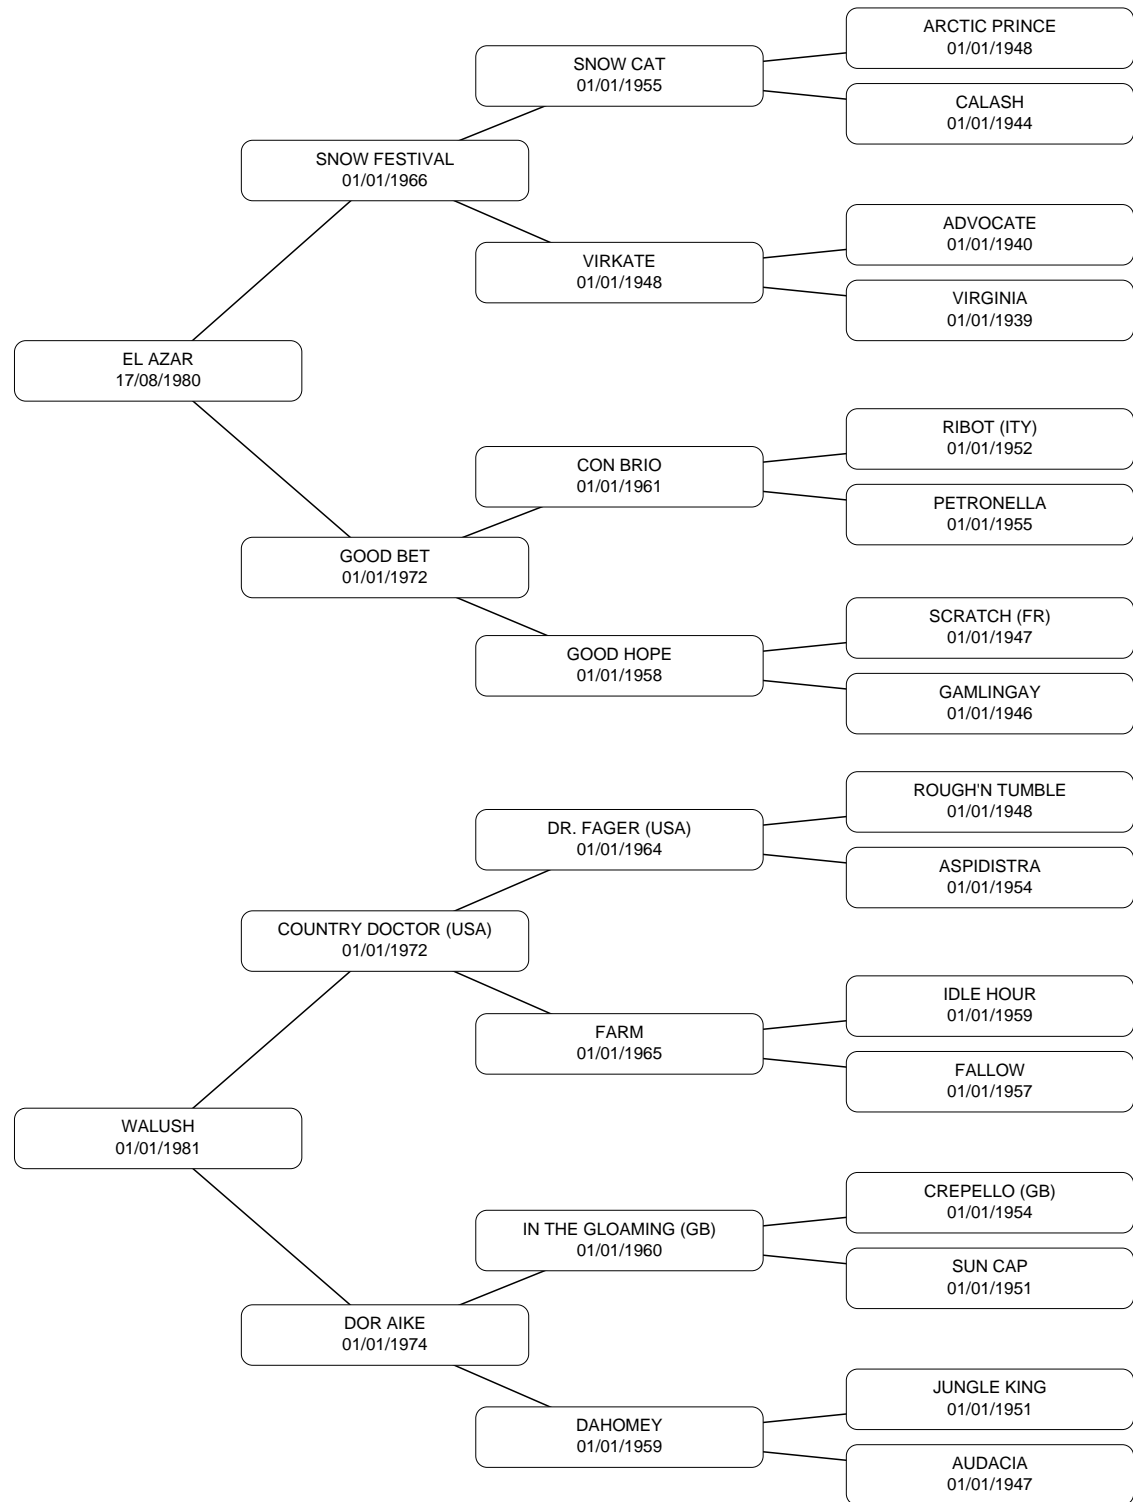 ARCTIC PRINCE
01/01/1948
SNOW CAT
01/01/1955
CALASH
01/01/1944
SNOW FESTIVAL
01/01/1966
ADVOCATE
01/01/1940
VIRKATE
01/01/1948
VIRGINIA
01/01/1939
EL AZAR
17/08/1980
RIBOT (ITY)
01/01/1952
CON BRIO
01/01/1961
PETRONELLA
01/01/1955
GOOD BET
01/01/1972
SCRATCH (FR)
01/01/1947
GOOD HOPE
01/01/1958
GAMLINGAY
01/01/1946
ROUGH'N TUMBLE
01/01/1948
DR. FAGER (USA)
01/01/1964
ASPIDISTRA
01/01/1954
COUNTRY DOCTOR (USA)
01/01/1972
IDLE HOUR
01/01/1959
FARM
01/01/1965
FALLOW
01/01/1957
WALUSH
01/01/1981
CREPELLO (GB)
01/01/1954
IN THE GLOAMING (GB)
01/01/1960
SUN CAP
01/01/1951
DOR AIKE
01/01/1974
JUNGLE KING
01/01/1951
DAHOMEY
01/01/1959
AUDACIA
01/01/1947